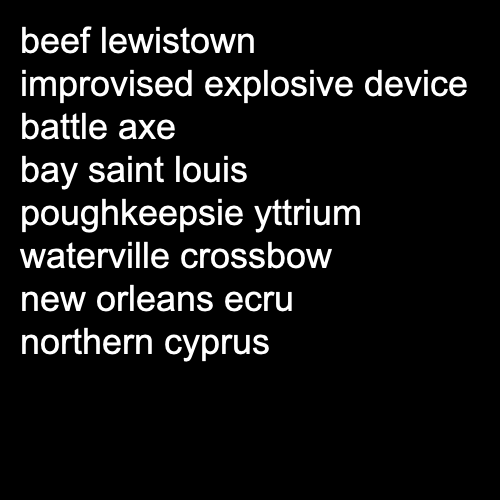 beef lewistown
improvised explosive device
battle axe
bay saint louis
poughkeepsie yttrium
waterville crossbow
new orleans ecru
northern cyprus